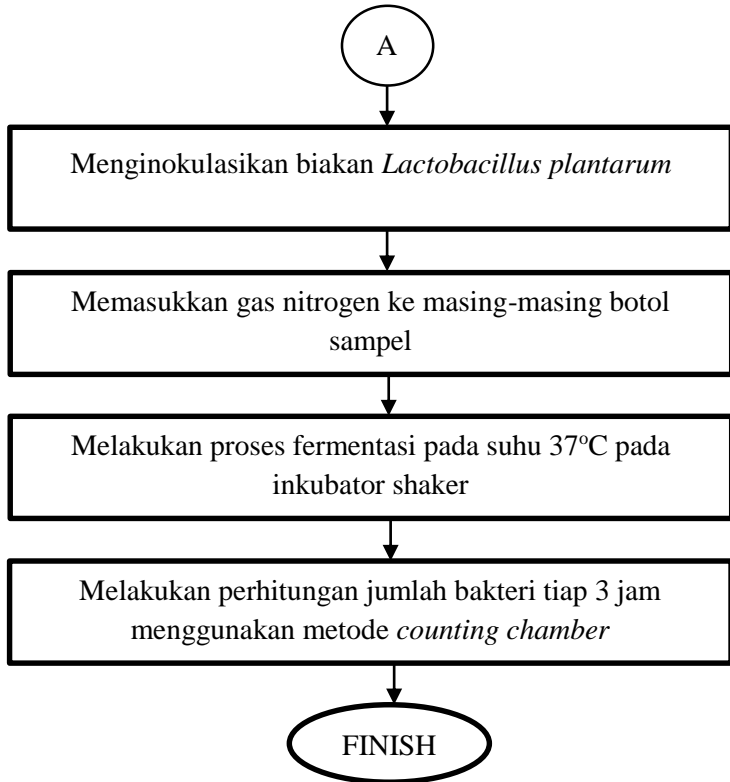 A
Menginokulasikan biakan Lactobacillus plantarum
Memasukkan gas nitrogen ke masing-masing botol
sampel
Melakukan proses fermentasi pada suhu 37ºC pada
inkubator shaker
Melakukan perhitungan jumlah bakteri tiap 3 jam
menggunakan metode counting chamber
FINISH